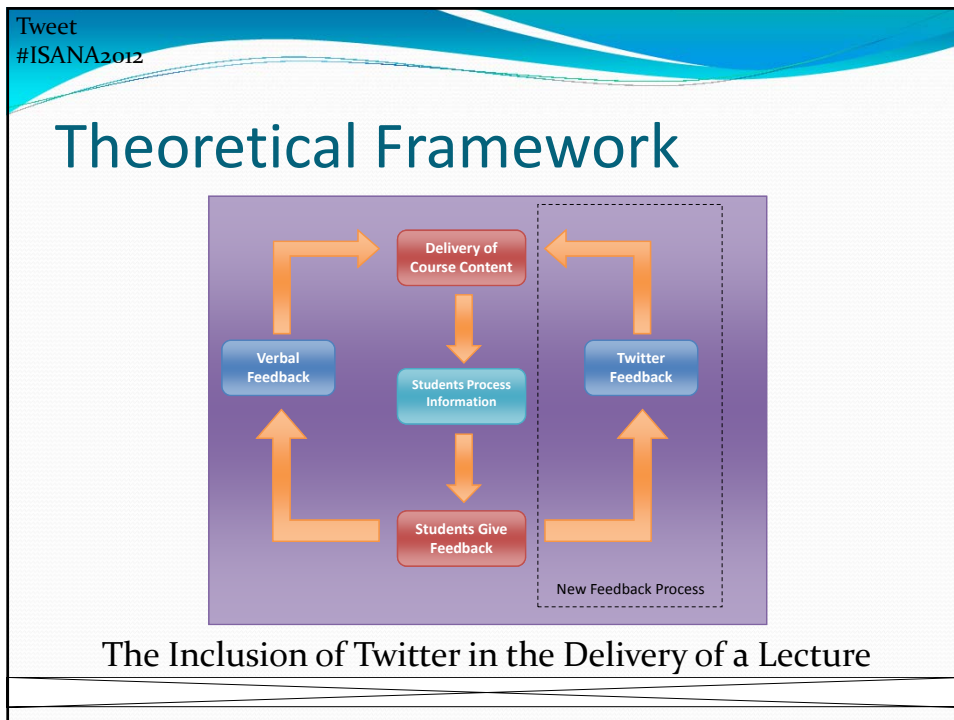 Tweet
#ISANA2012
Theoretical Framework
Delivery of
Course Content
Verbal
Feedback
Twitter
Feedback
Students Process
Information
Students Give
Feedback
New Feedback Process
The Inclusion of Twitter in the Delivery of a Lecture